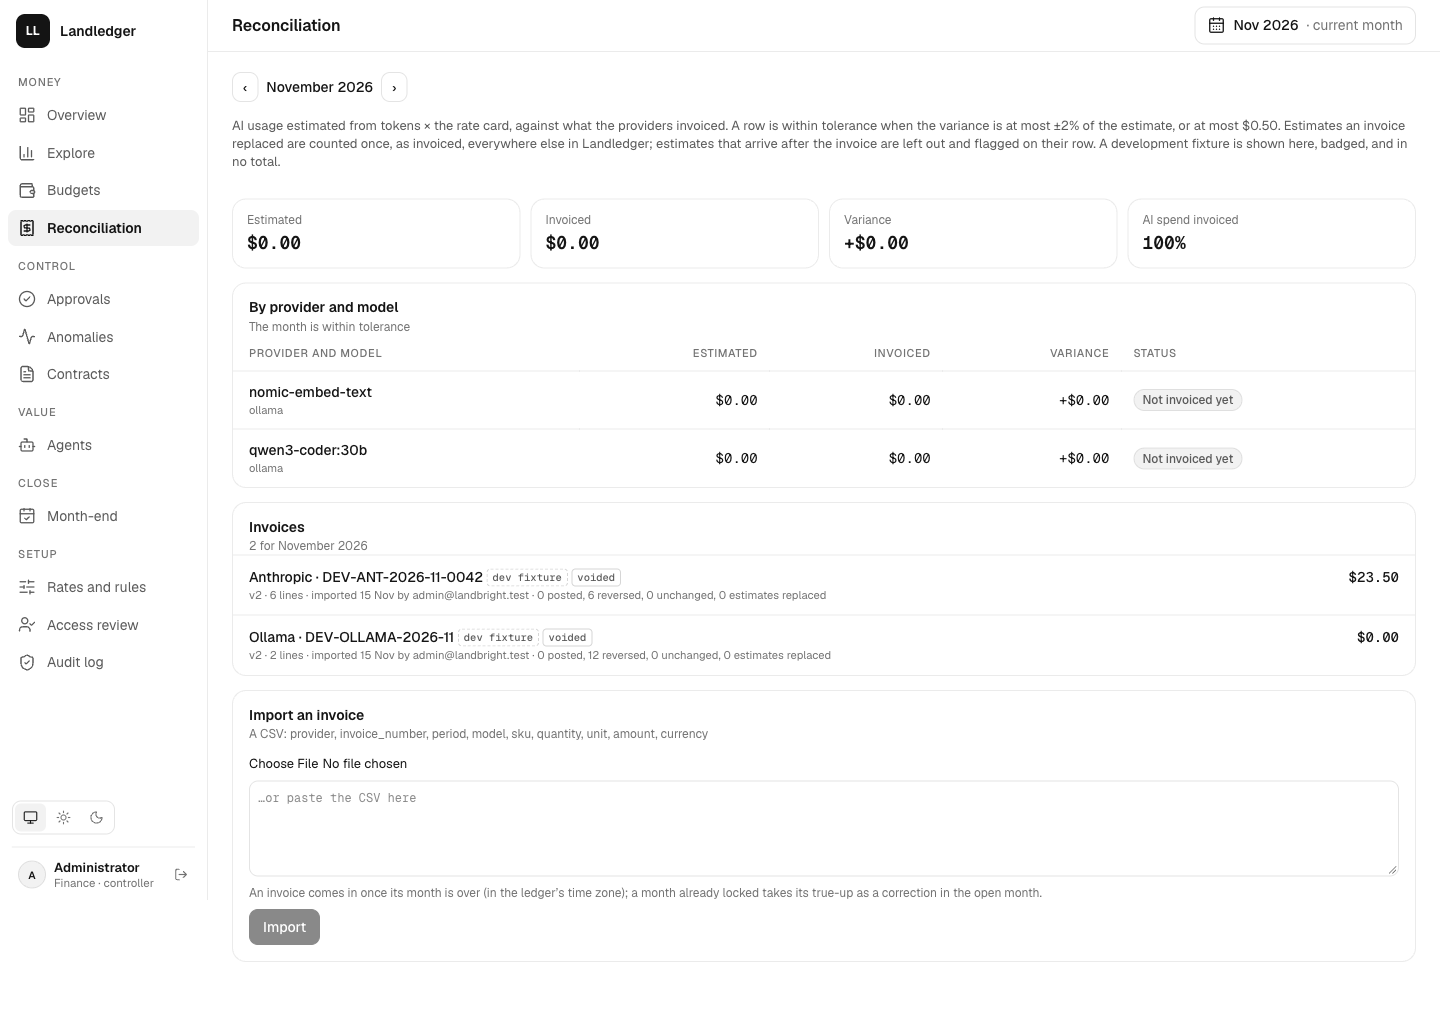 LL Landledger
MONEY
Overview
Explore
Budgets
Reconciliation
CONTROL
Approvals
Anomalies
Contracts
VALUE
Agents
CLOSE
Month-end
SETUP
Rates and rules
Access review
Audit log
A Administrator
Finance · controller
Reconciliation
Nov 2026 · current month
‹ November 2026 ›
AI usage estimated from tokens × the rate card, against what the providers invoiced. A row is within tolerance when the variance is at most ±2% of the estimate, or at most $0.50. Estimates an invoice
replaced are counted once, as invoiced, everywhere else in Landledger; estimates that arrive after the invoice are left out and flagged on their row. A development fixture is shown here, badged, and in
no total.
Estimated
$0.00
Invoiced
$0.00
Variance
+$0.00
AI spend invoiced
100%
By provider and model
The month is within tolerance
PROVIDER AND MODEL ESTIMATED INVOICED VARIANCE STATUS
nomic-embed-text $0.00 $0.00 +$0.00 Not invoiced yet
ollama
qwen3-coder:30b $0.00 $0.00 +$0.00 Not invoiced yet
ollama
Invoices
2 for November 2026
Anthropic · DEV-ANT-2026-11-0042 dev fixture voided $23.50
v2 · 6 lines · imported 15 Nov by admin@landbright.test · 0 posted, 6 reversed, 0 unchanged, 0 estimates replaced
Ollama · DEV-OLLAMA-2026-11 dev fixture voided $0.00
v2 · 2 lines · imported 15 Nov by admin@landbright.test · 0 posted, 12 reversed, 0 unchanged, 0 estimates replaced
Import an invoice
A CSV: provider, invoice_number, period, model, sku, quantity, unit, amount, currency
Choose File No file chosen
…or paste the CSV here
An invoice comes in once its month is over (in the ledger's time zone); a month already locked takes its true-up as a correction in the open month.
Import